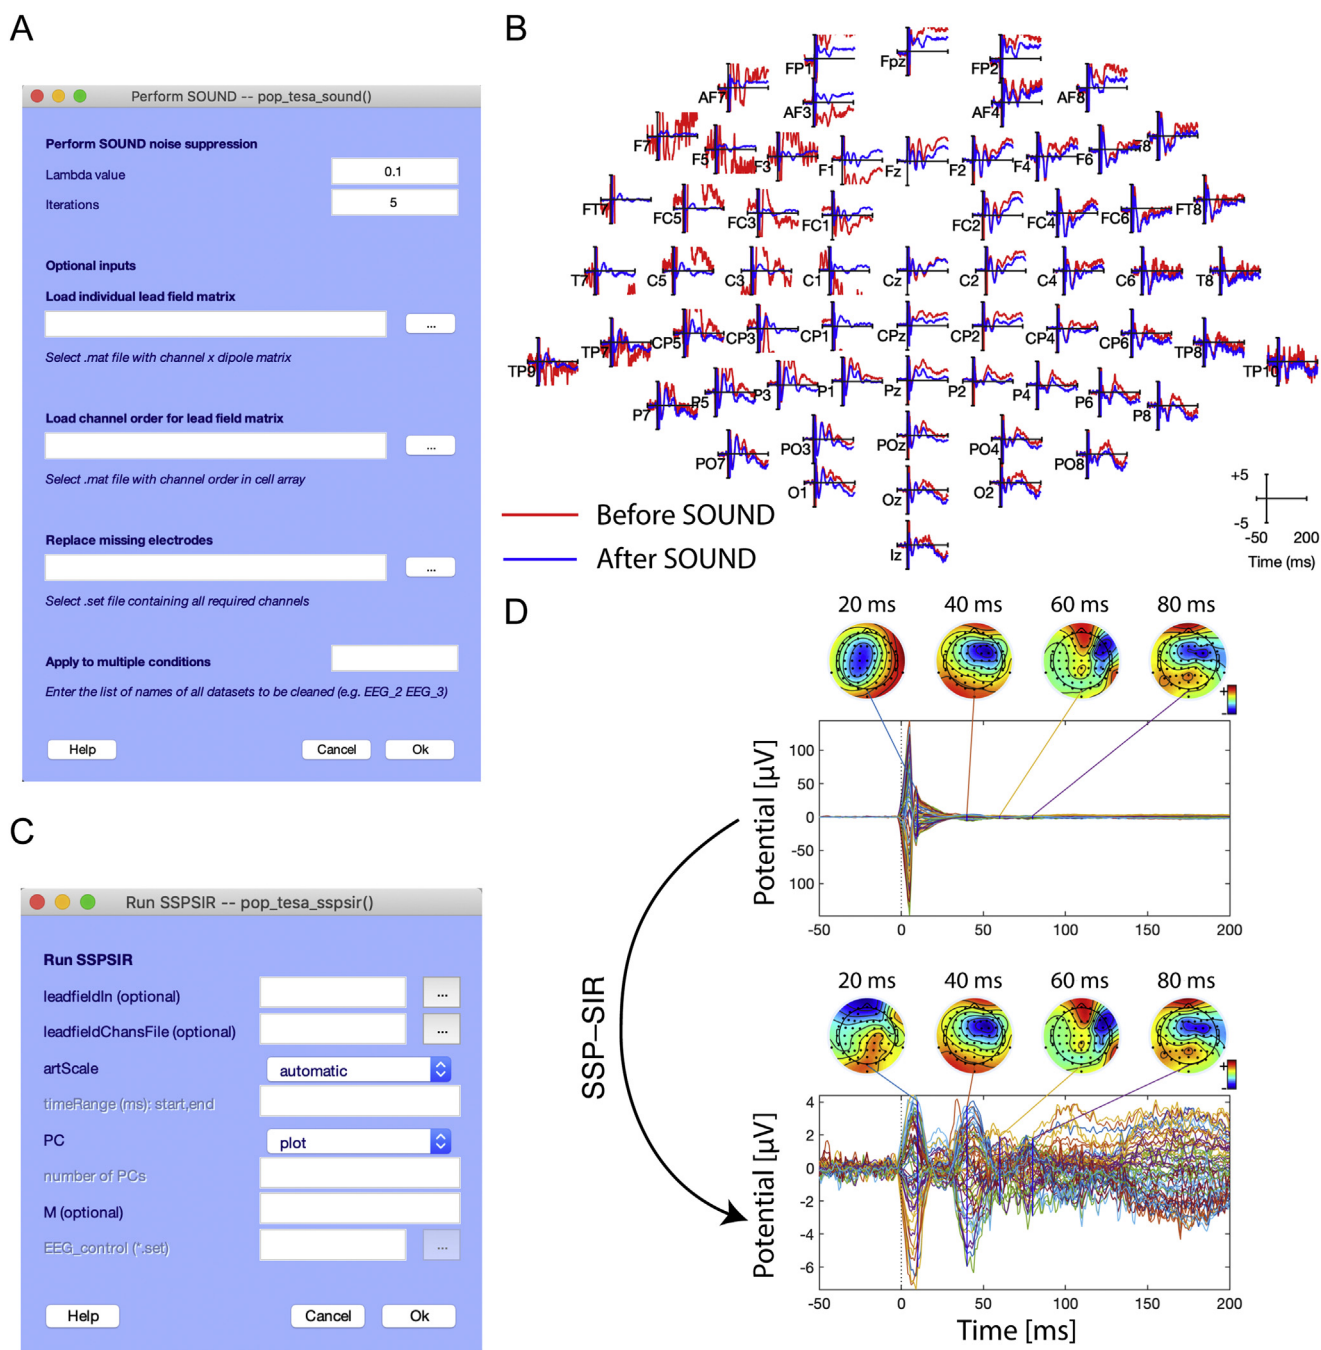 A
Perform SOUND -- pop_tesa_sound()
Perform SOUND noise suppression
Lambda value
0.1
Iterations
5
Optional inputs
Load individual lead field matrix
...
Select .mat file with channel x dipole matrix
Load channel order for lead field matrix
...
Select .mat file with channel order in cell array
Replace missing electrodes
...
Select .set file containing all required channels
Apply to multiple conditions
Enter the list of names of all datasets to be cleaned (e.g. EEG_2 EEG_3)
Help
Cancel
Ok
B
FP1 Fpz FP2
AF7 AF3 AF4 AF8
F7 F5 F3 F1 Fz F2 F4 F6 F8
FT7 FC5 FC3 FC1 FC2 FC4 FC6 FT8
T7 C5 C3 C1 Cz C2 C4 C6 T8
TP9 TP7 CP5 CP3 CP1 CPz CP2 CP4 CP6 TP8 TP10
P7 P5 P3 P1 Pz P2 P4 P6 P8
PO7 PO3 POz PO4 PO8
O1 Oz O2
Iz
+5
-5
-50 200
Time (ms)
Before SOUND
After SOUND
C
Run SSPSIR -- pop_tesa_sspsir()
Run SSPSIR
leadfieldIn (optional)
...
leadfieldChansFile (optional)
...
artScale
automatic
timeRange (ms): start,end
PC
plot
number of PCs
M (optional)
EEG_control (*.set)
...
Help
Cancel
Ok
D
20 ms 40 ms 60 ms 80 ms
+
-
Potential [µV]
100
50
0
-50
100
-50 0 50 100 150 200
SSP–SIR
20 ms 40 ms 60 ms 80 ms
+
-
Potential [µV]
4
2
0
-2
-4
-6
-50 0 50 100 150 200
Time [ms]